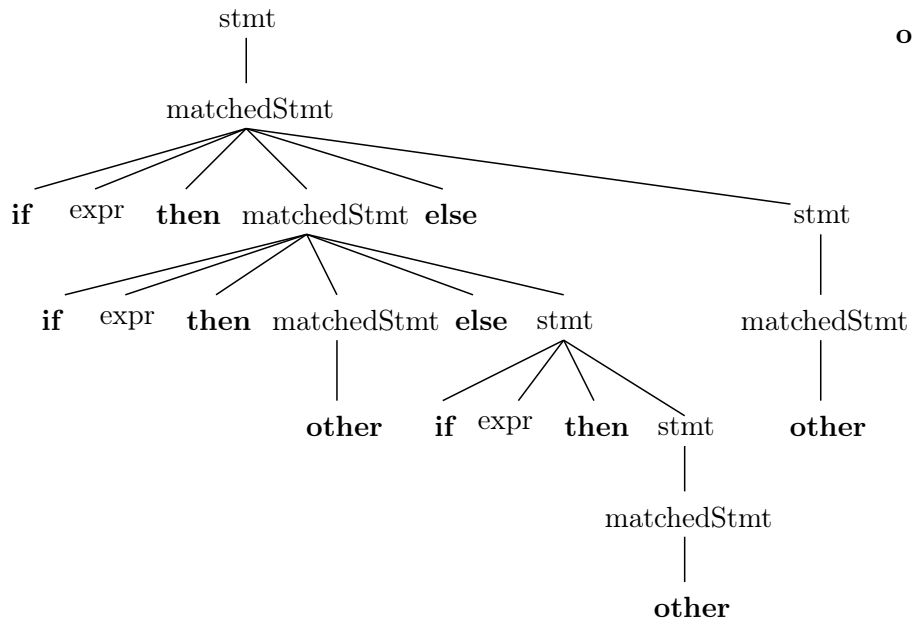 stmt
o
matchedStmt
if expr then matchedStmt else stmt
if expr then matchedStmt else stmt matchedStmt
other if expr then stmt other
matchedStmt
other